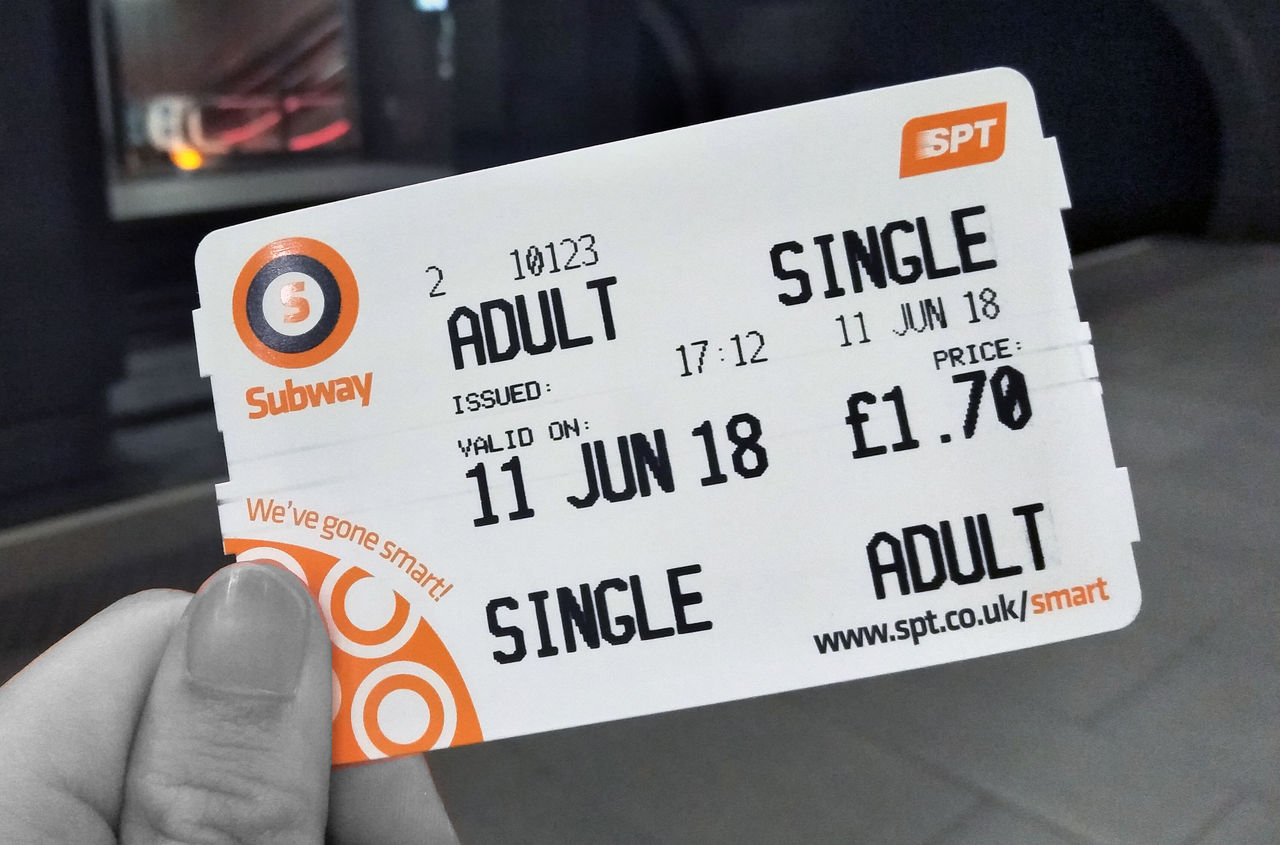 SPT
S
Subway
2 10123
ADULT SINGLE
ISSUED: 17:12 11 JUN 18
VALID ON: PRICE:
11 JUN 18 £1.70
We've gone smart!
SINGLE ADULT
www.spt.co.uk/smart